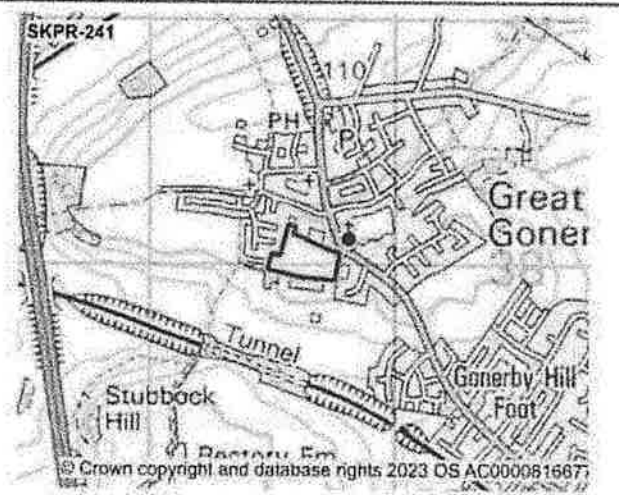 SKPR-241
110
PH
P
Great
Goner
Tunnel
Gonerby Hill
Foot
Stubbock
Hill
© Crown copyright and database rights 2023 OS AC000081667